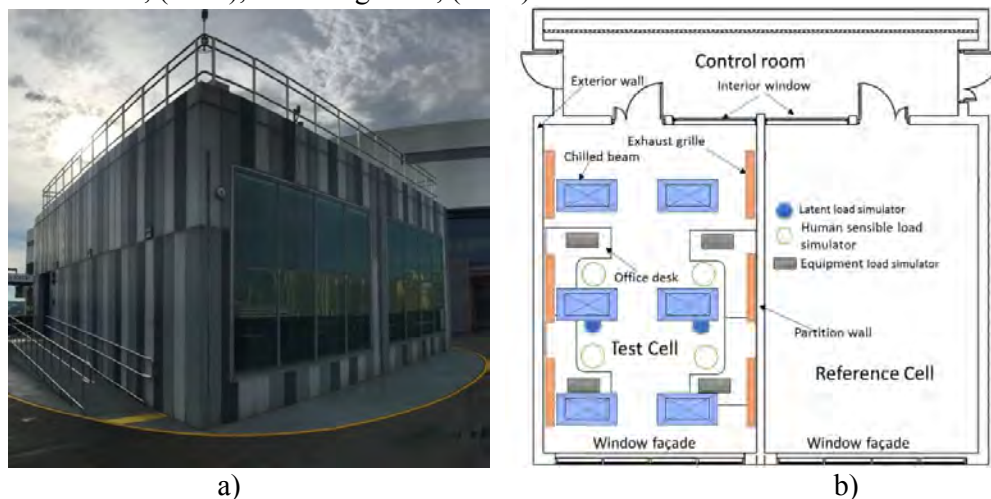 Control room
Exterior wall
Interior window
Exhaust grille
Chilled beam
Latent load simulator
Human sensible load
simulator
Equipment load simulator
Office desk
Partition wall
Test Cell
Reference Cell
Window façade
Window façade
a)
b)